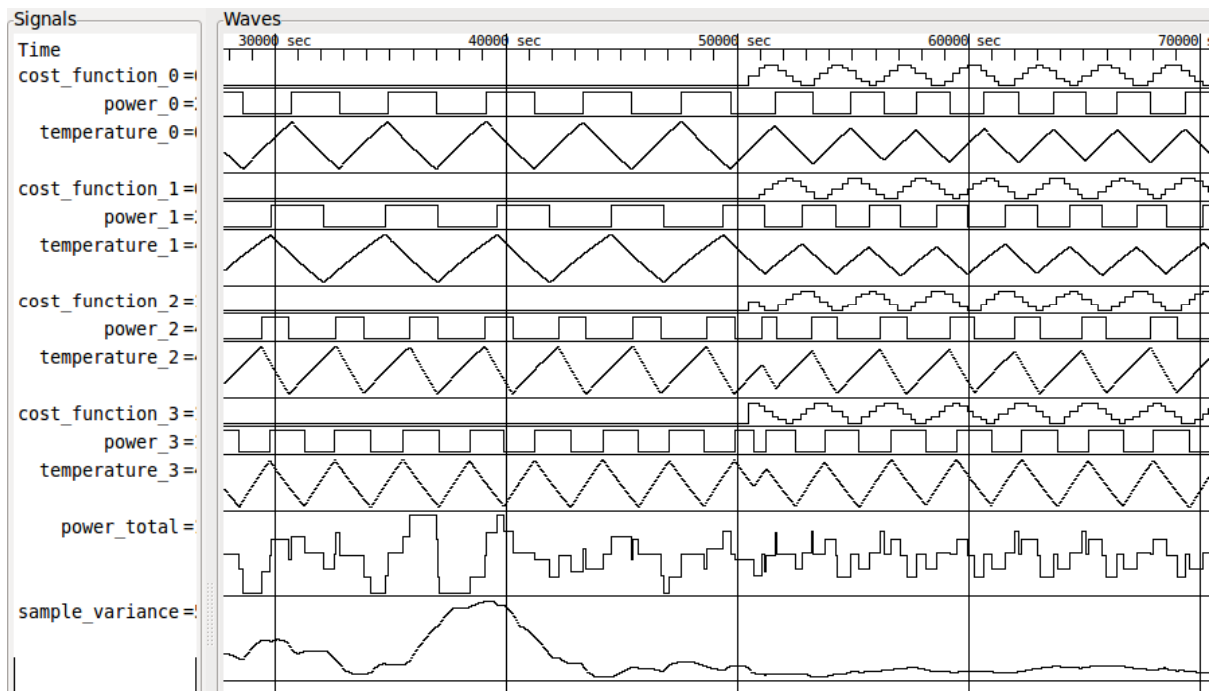 Signals
Waves
Time
30000 sec 40000 sec 50000 sec 60000 sec 70000
cost_function_0
power_0
temperature_0
cost_function_1
power_1
temperature_1
cost_function_2
power_2
temperature_2
cost_function_3
power_3
temperature_3
power_total
sample_variance